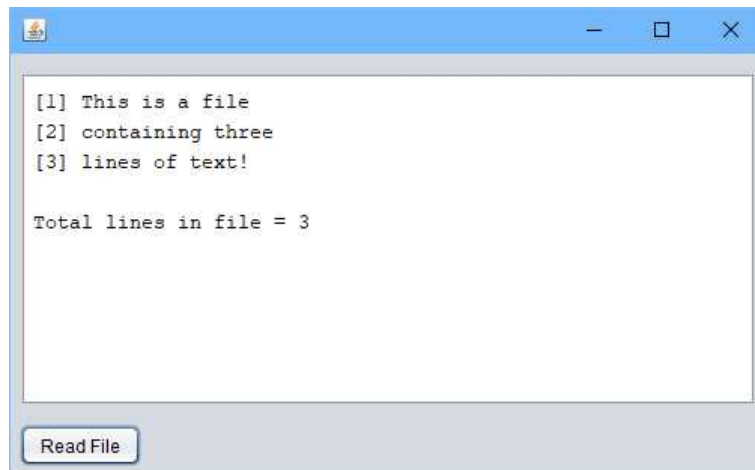 [1] This is a file
[2] containing three
[3] lines of text!
Total lines in file = 3
Read File